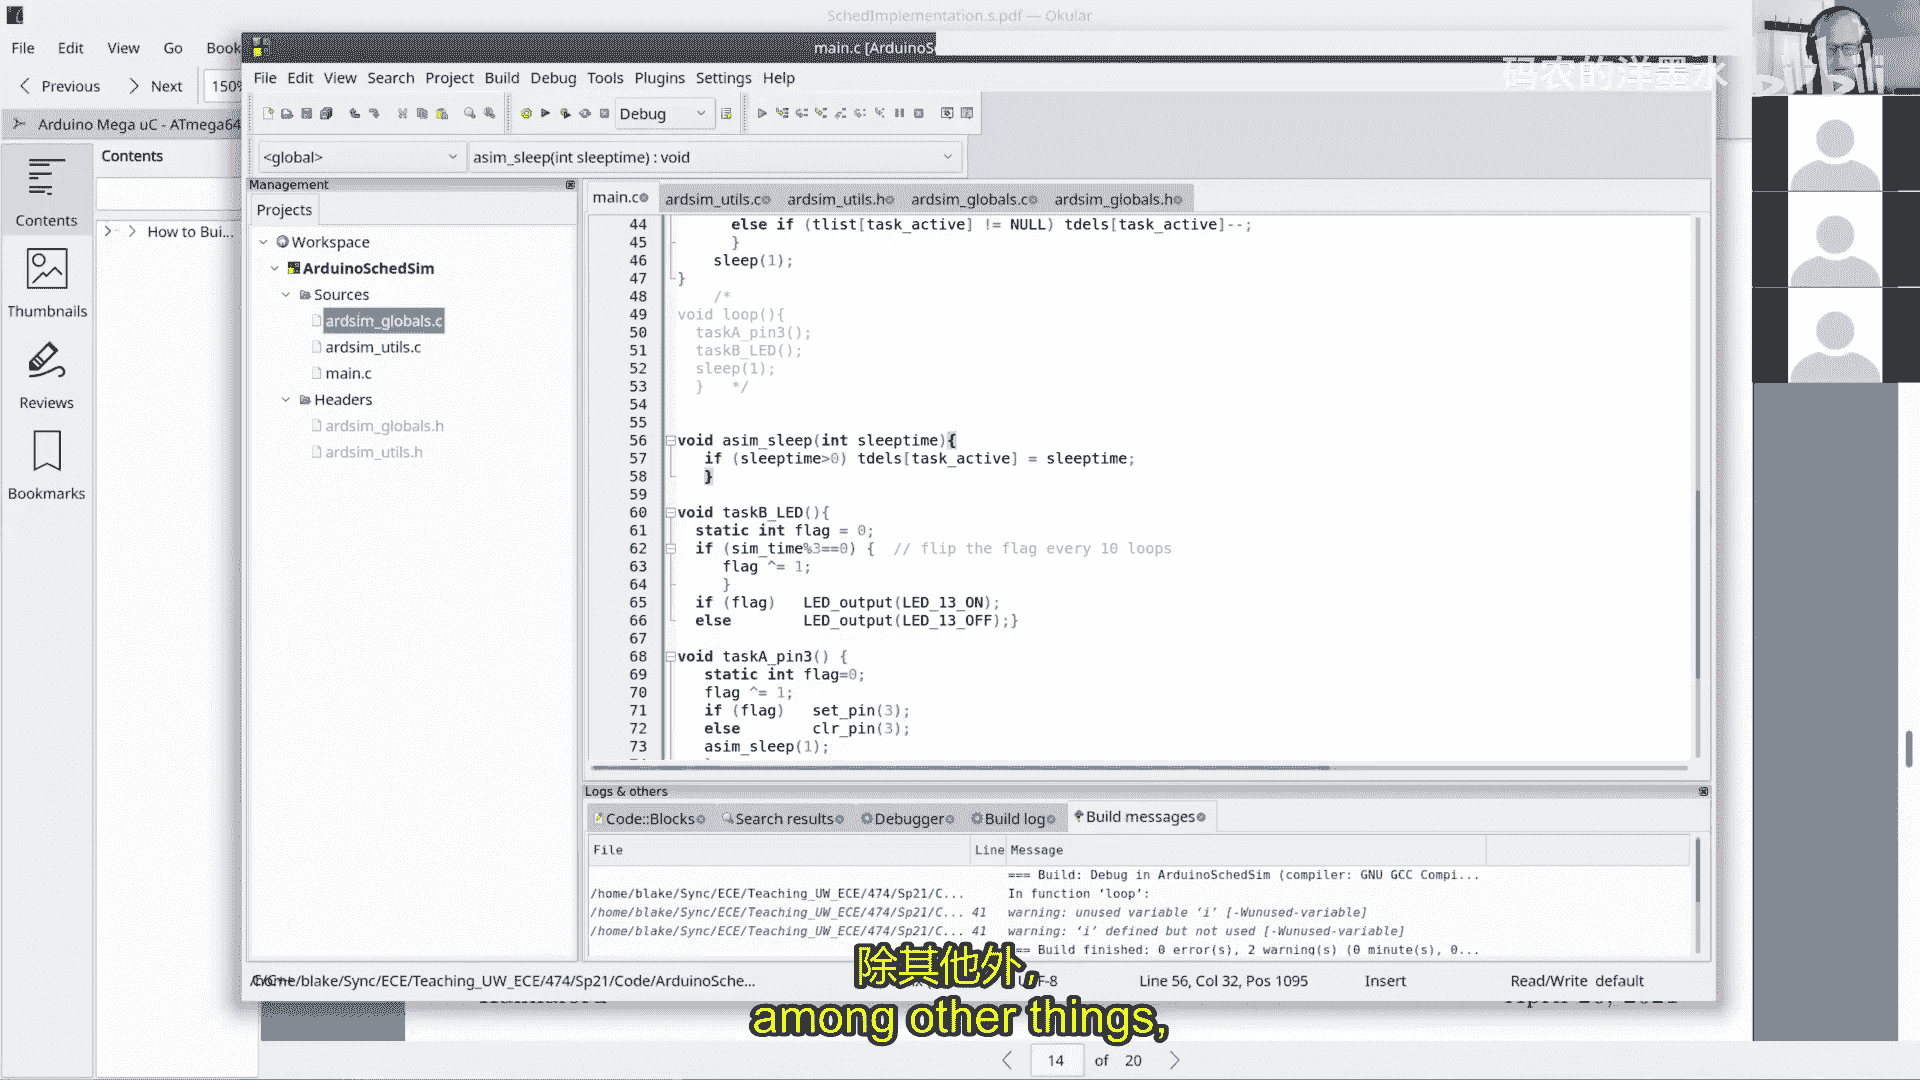 SchedImplementation.s.pdf — Okular
File Edit View Go Book
Previous Next 150%
Arduino Mega uC - ATmega64
Contents
Contents
Thumbnails
Reviews
Bookmarks
How to Bui...
main.c [ArduinoS
File Edit View Search Project Build Debug Tools Plugins Settings Help
Debug
<global>
asim_sleep(int sleeptime) : void
Management
Projects
Workspace
ArduinoSchedSim
Sources
ardsim_globals.c
ardsim_utils.c
main.c
Headers
ardsim_globals.h
ardsim_utils.h
main.c ardsim_utils.c ardsim_utils.h ardsim_globals.c ardsim_globals.h
44 else if (tlist[task_active] != NULL) tdels[task_active]--;
45 }
46 sleep(1);
47 }
48 /*
49 void loop(){
50 taskA_pin3();
51 taskB_LED();
52 sleep(1);
53 } */
54
55
56 void asim_sleep(int sleeptime){
57 if (sleeptime>0) tdels[task_active] = sleeptime;
58 }
59
60 void taskB_LED(){
61 static int flag = 0;
62 if (sim_time%3==0) { // flip the flag every 10 loops
63 flag ^= 1;
64 }
65 if (flag) LED_output(LED_13_ON);
66 else LED_output(LED_13_OFF);}
67
68 void taskA_pin3() {
69 static int flag=0;
70 flag ^= 1;
71 if (flag) set_pin(3);
72 else clr_pin(3);
73 asim_sleep(1);
Logs & others
Code::Blocks Search results Debugger Build log Build messages
File Line Message
=== Build: Debug in ArduinoSchedSim (compiler: GNU GCC Compi...
/home/blake/Sync/ECE/Teaching_UW_ECE/474/Sp21/C... In function ‘loop’:
/home/blake/Sync/ECE/Teaching_UW_ECE/474/Sp21/C... 41 warning: unused variable ‘i’ [-Wunused-variable]
/home/blake/Sync/ECE/Teaching_UW_ECE/474/Sp21/C... 41 warning: ‘i’ defined but not used [-Wunused-variable]
=== Build finished: 0 error(s), 2 warning(s) (0 minute(s), 0...
/home/blake/Sync/ECE/Teaching_UW_ECE/474/Sp21/Code/ArduinoSche...
Line 56, Col 32, Pos 1095 Insert Read/Write default
除其他外,
among other things,
14 of 20
码农的洋墨水
bilibili